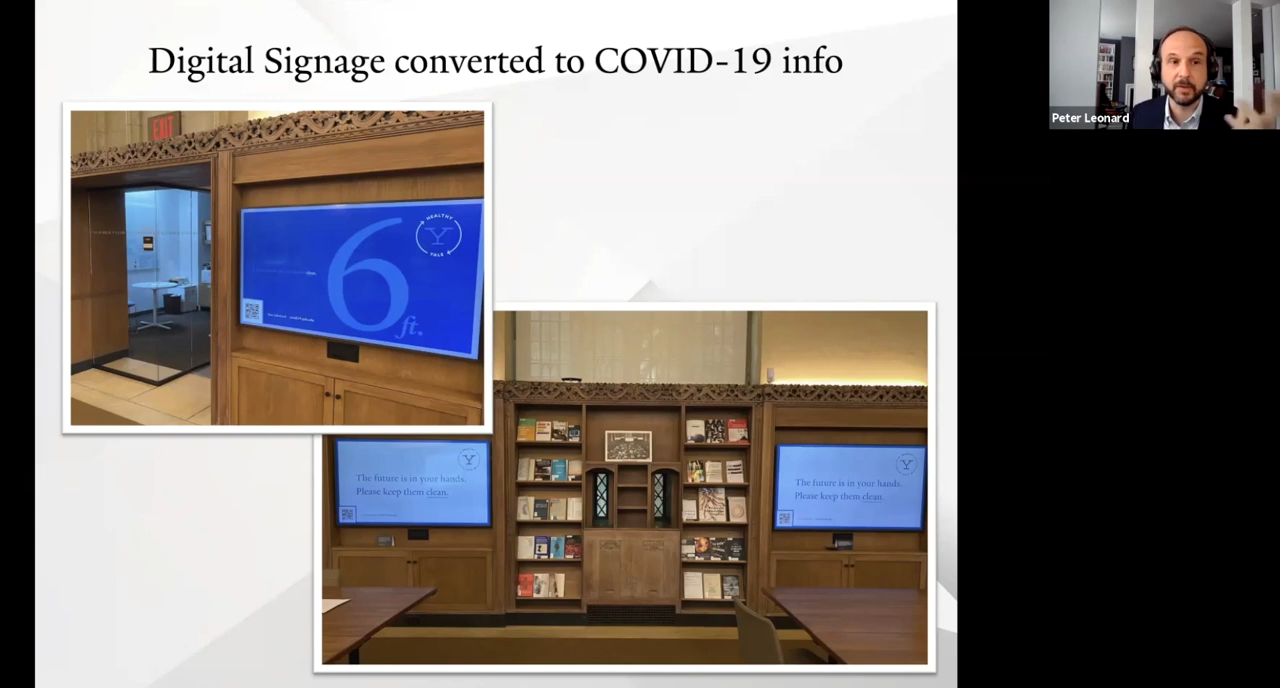 Digital Signage converted to COVID-19 info
Peter Leonard
EXIT
HEALTHY
Y
YALE
6
ft.
The future is in your hands.
Please keep them clean.
Y
The future is in your hands.
Please keep them clean.
Y